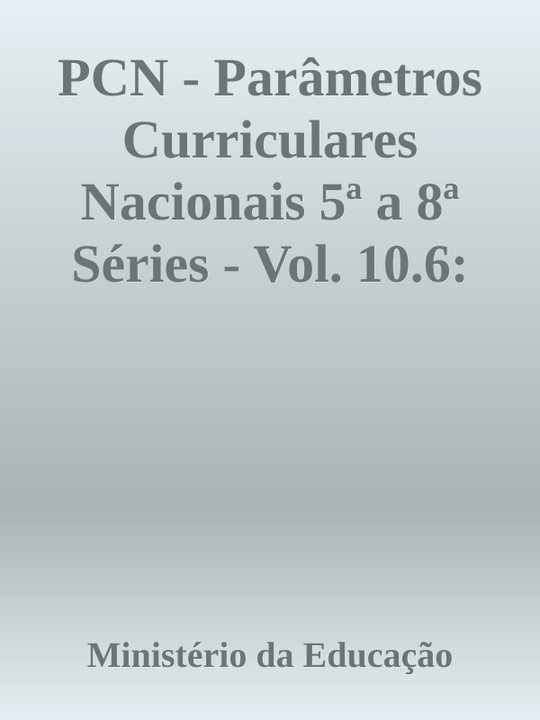 PCN - Parâmetros
Curriculares
Nacionais 5ª a 8ª
Séries - Vol. 10.6:
Ministério da Educação